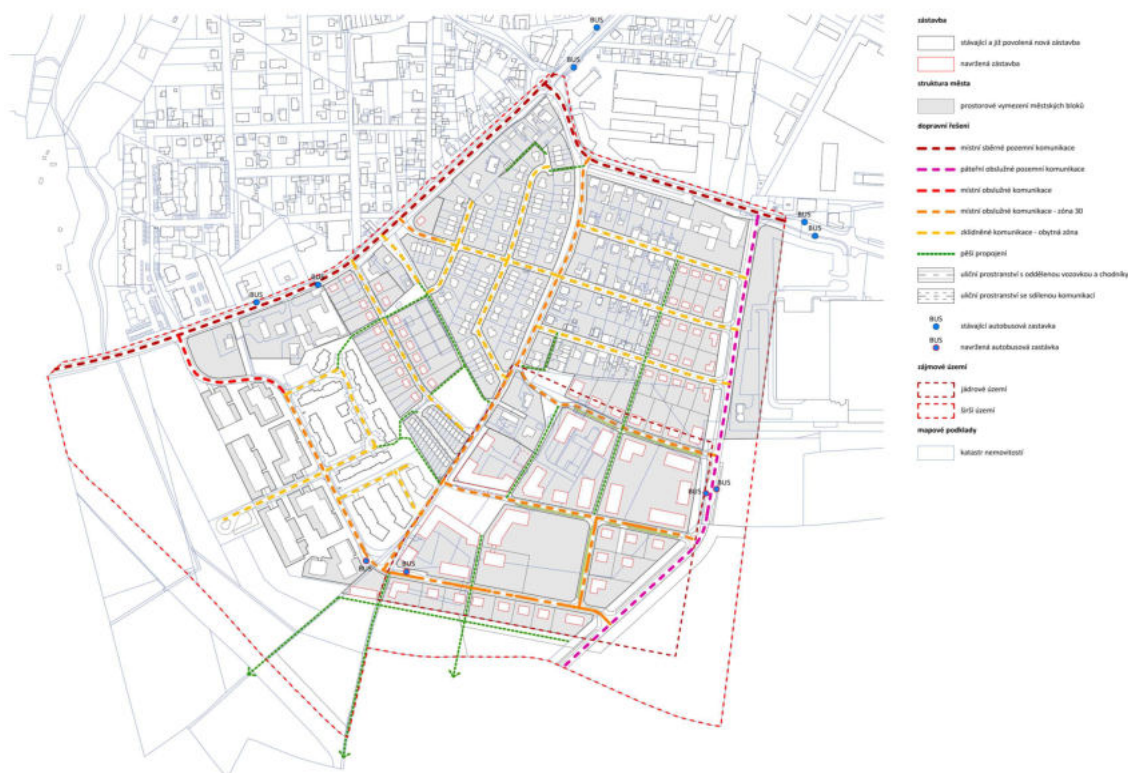 BUS
BUS
BUS
BUS
BUS
BUS
BUS
BUS
BUS
BUS
zástavba
stávající a již povolená nová zástavba
navržená zástavba
struktura města
prostorové vymezení městských bloků
dopravní řešení
místní sběrné pozemní komunikace
páteřní obslužné pozemní komunikace
místní obslužné komunikace
místní obslužné komunikace - zóna 30
zklidněné komunikace - obytná zóna
pěší propojení
uliční prostranství s oddělenou vozovkou a chodníky
uliční prostranství se sdílenou komunikací
BUS
stávající autobusová zastavka
BUS
navržená autobusová zastávka
zájmové území
jádrové území
širší území
mapové podklady
katastr nemovitostí